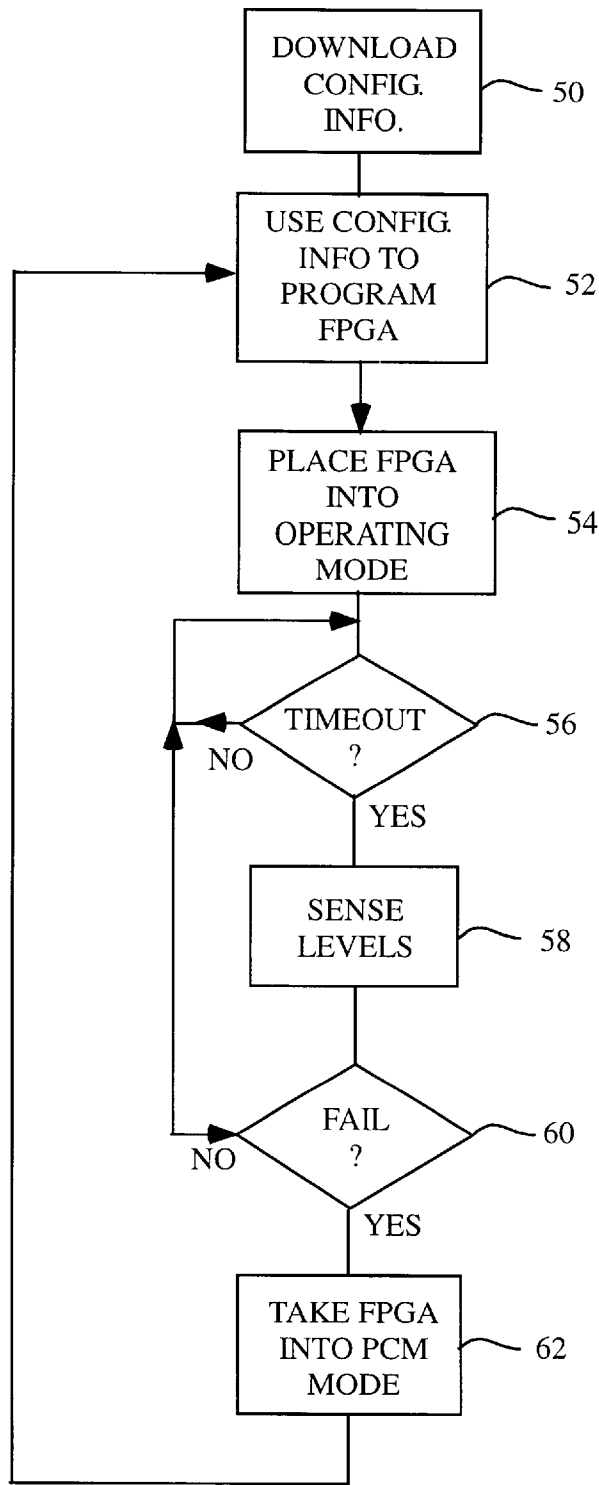 DOWNLOAD
CONFIG.
INFO.
50
USE CONFIG.
INFO TO
PROGRAM
FPGA
52
PLACE FPGA
INTO
OPERATING
MODE
54
TIMEOUT
?
56
NO
YES
SENSE
LEVELS
58
FAIL
?
60
NO
YES
TAKE FPGA
INTO PCM
MODE
62